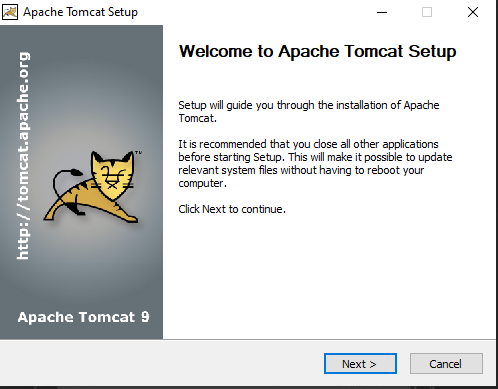 Apache Tomcat Setup
http://tomcat.apache.org
TM
Apache Tomcat 9
Welcome to Apache Tomcat Setup
Setup will guide you through the installation of Apache
Tomcat.
It is recommended that you close all other applications
before starting Setup. This will make it possible to update
relevant system files without having to reboot your
computer.
Click Next to continue.
Next >
Cancel